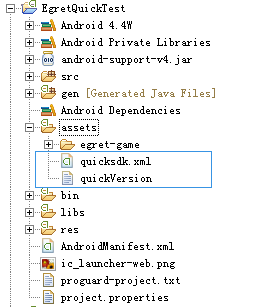 EgretQuickTest
Android 4.4W
Android Private Libraries
android-support-v4.jar
src
gen [Generated Java Files]
Android Dependencies
assets
egret-game
quicksdk.xml
quickVersion
bin
libs
res
AndroidManifest.xml
ic_launcher-web.png
proguard-project.txt
project.properties